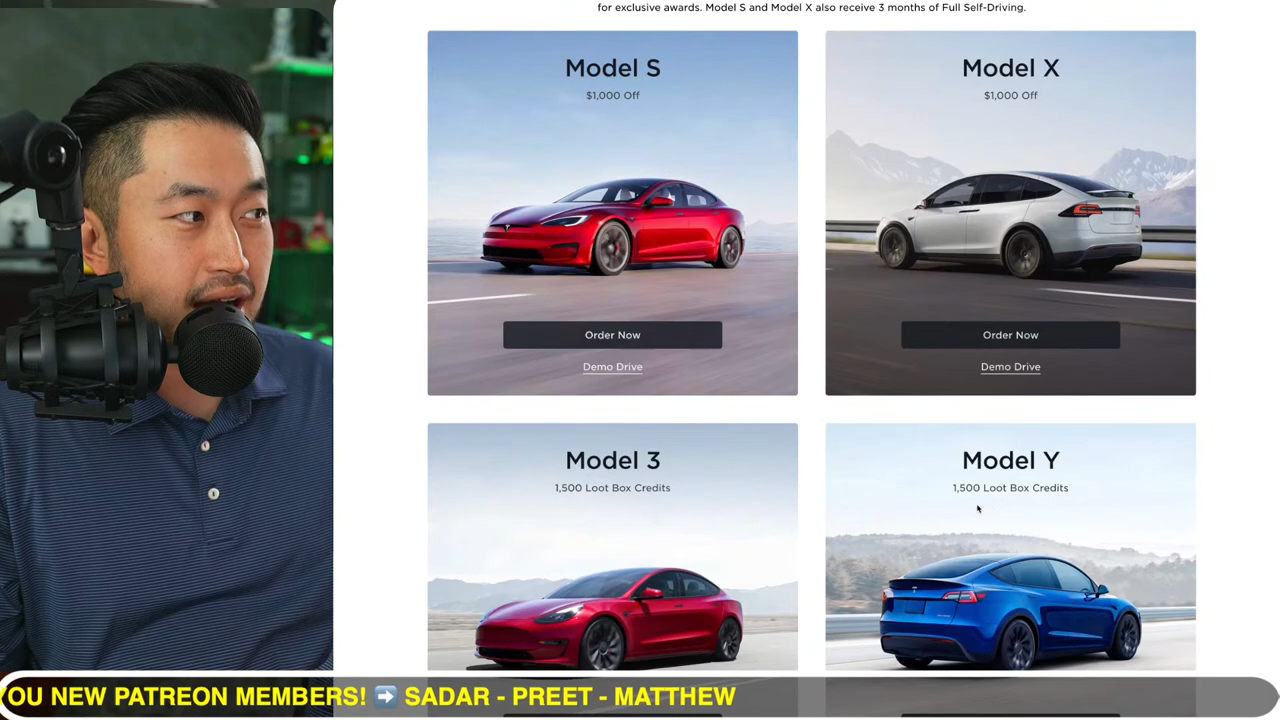 for exclusive awards. Model S and Model X also receive 3 months of Full Self-Driving.
Model S
$1,000 Off
Order Now
Demo Drive
Model X
$1,000 Off
Order Now
Demo Drive
Model 3
1,500 Loot Box Credits
Model Y
1,500 Loot Box Credits
OU NEW PATREON MEMBERS! ➡️ SADAR - PREET - MATTHEW